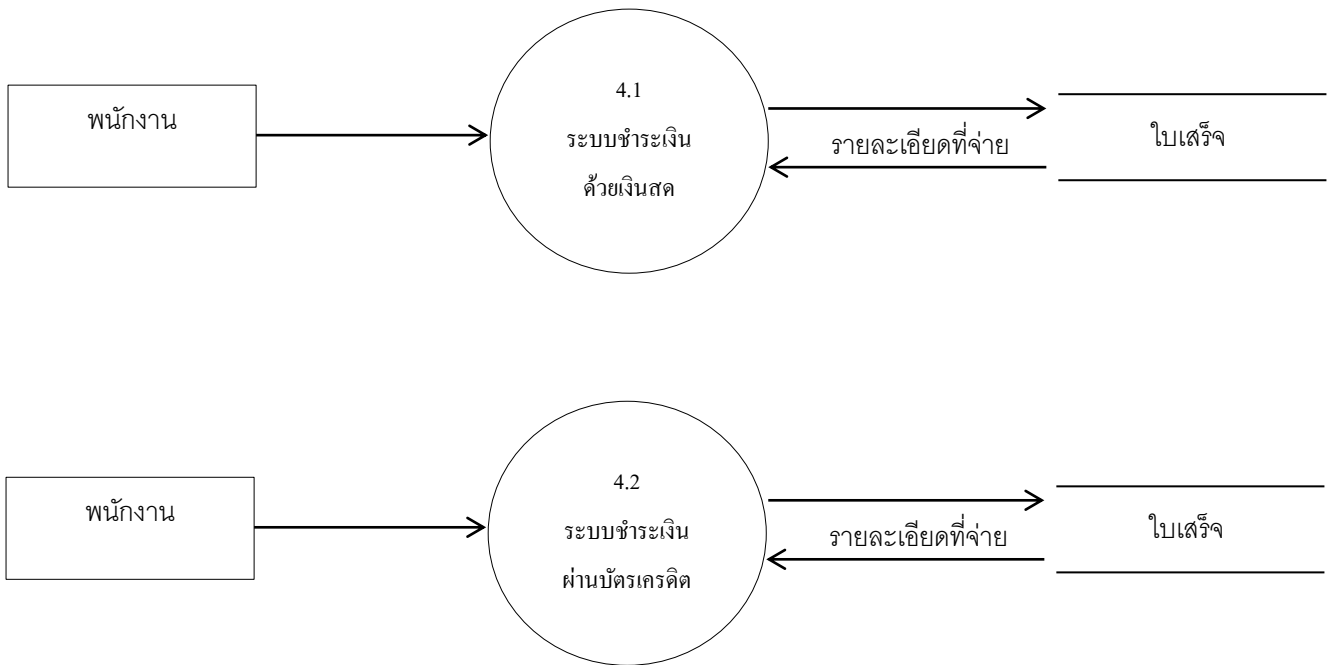 พนักงาน
4.1
ระบบชำระเงิน
ด้วยเงินสด
รายละเอียดที่จ่าย
ใบเสร็จ
พนักงาน
4.2
ระบบชำระเงิน
ผ่านบัตรเครดิต
รายละเอียดที่จ่าย
ใบเสร็จ